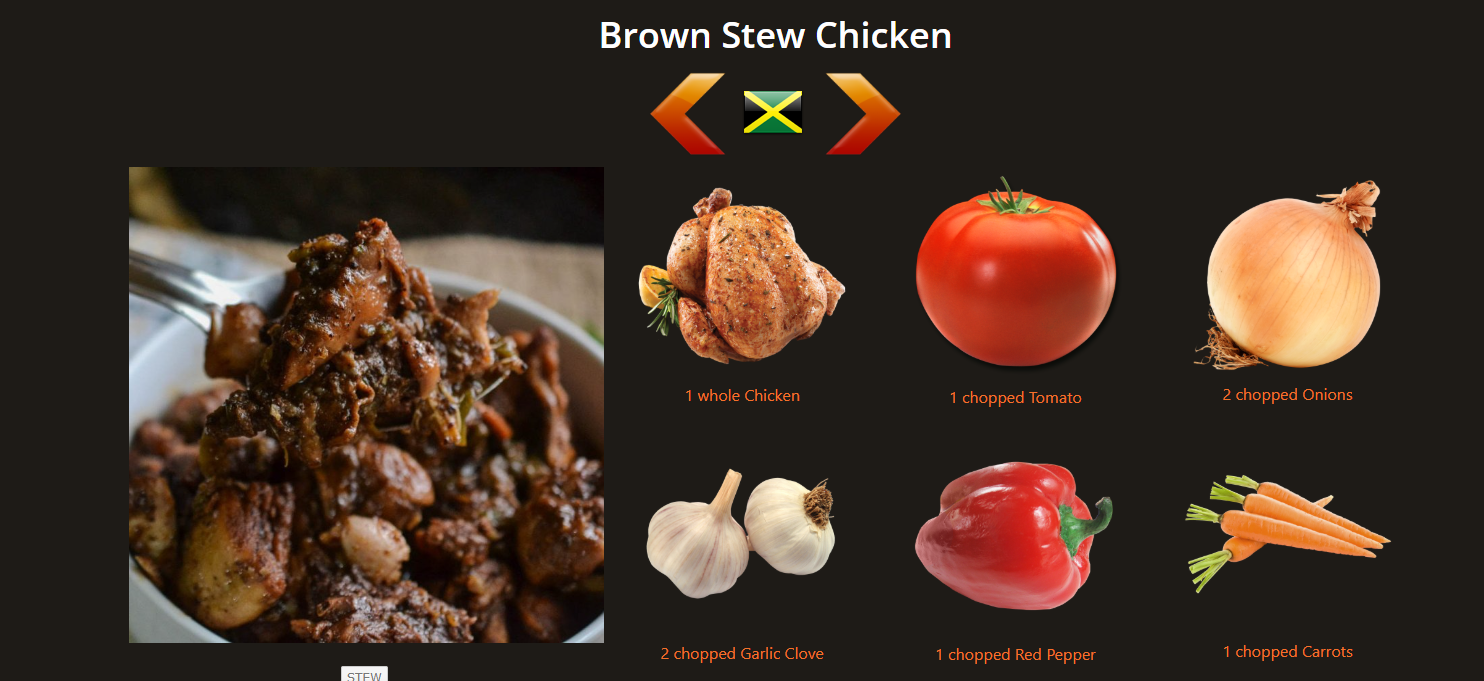 Brown Stew Chicken
1 whole Chicken
1 chopped Tomato
2 chopped Onions
2 chopped Garlic Clove
1 chopped Red Pepper
1 chopped Carrots
STEW